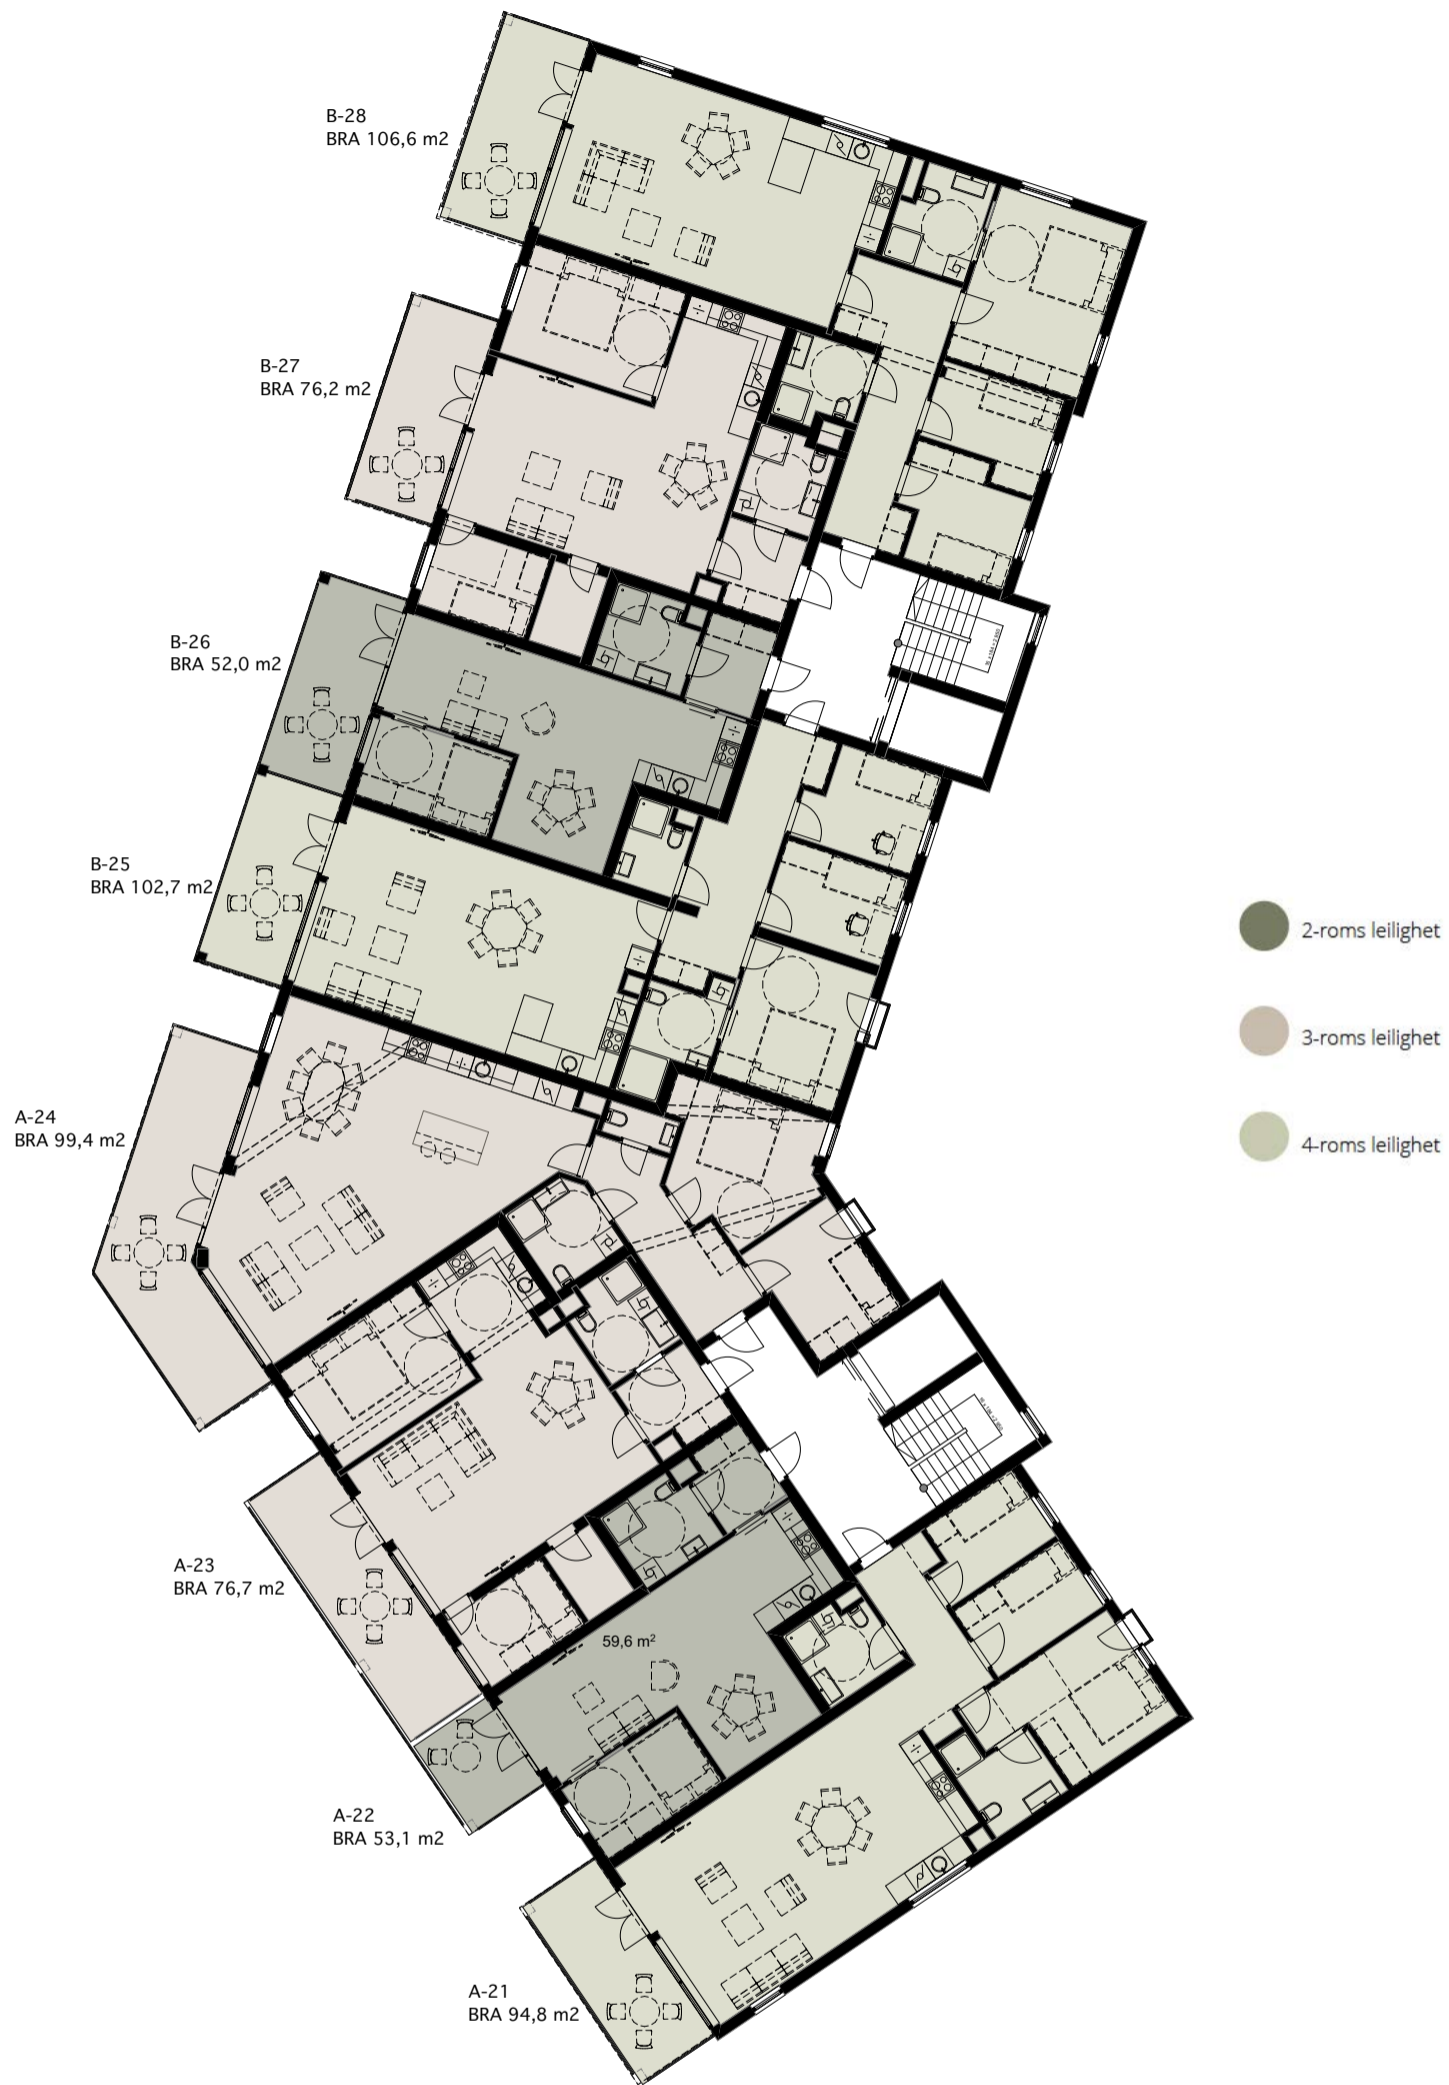 B-28
BRA 106,6 m2
B-27
BRA 76,2 m2
B-26
BRA 52,0 m2
B-25
BRA 102,7 m2
2-roms leilighet
3-roms leilighet
4-roms leilighet
A-24
BRA 99,4 m2
A-23
BRA 76,7 m2
59,6 m²
A-22
BRA 53,1 m2
A-21
BRA 94,8 m2